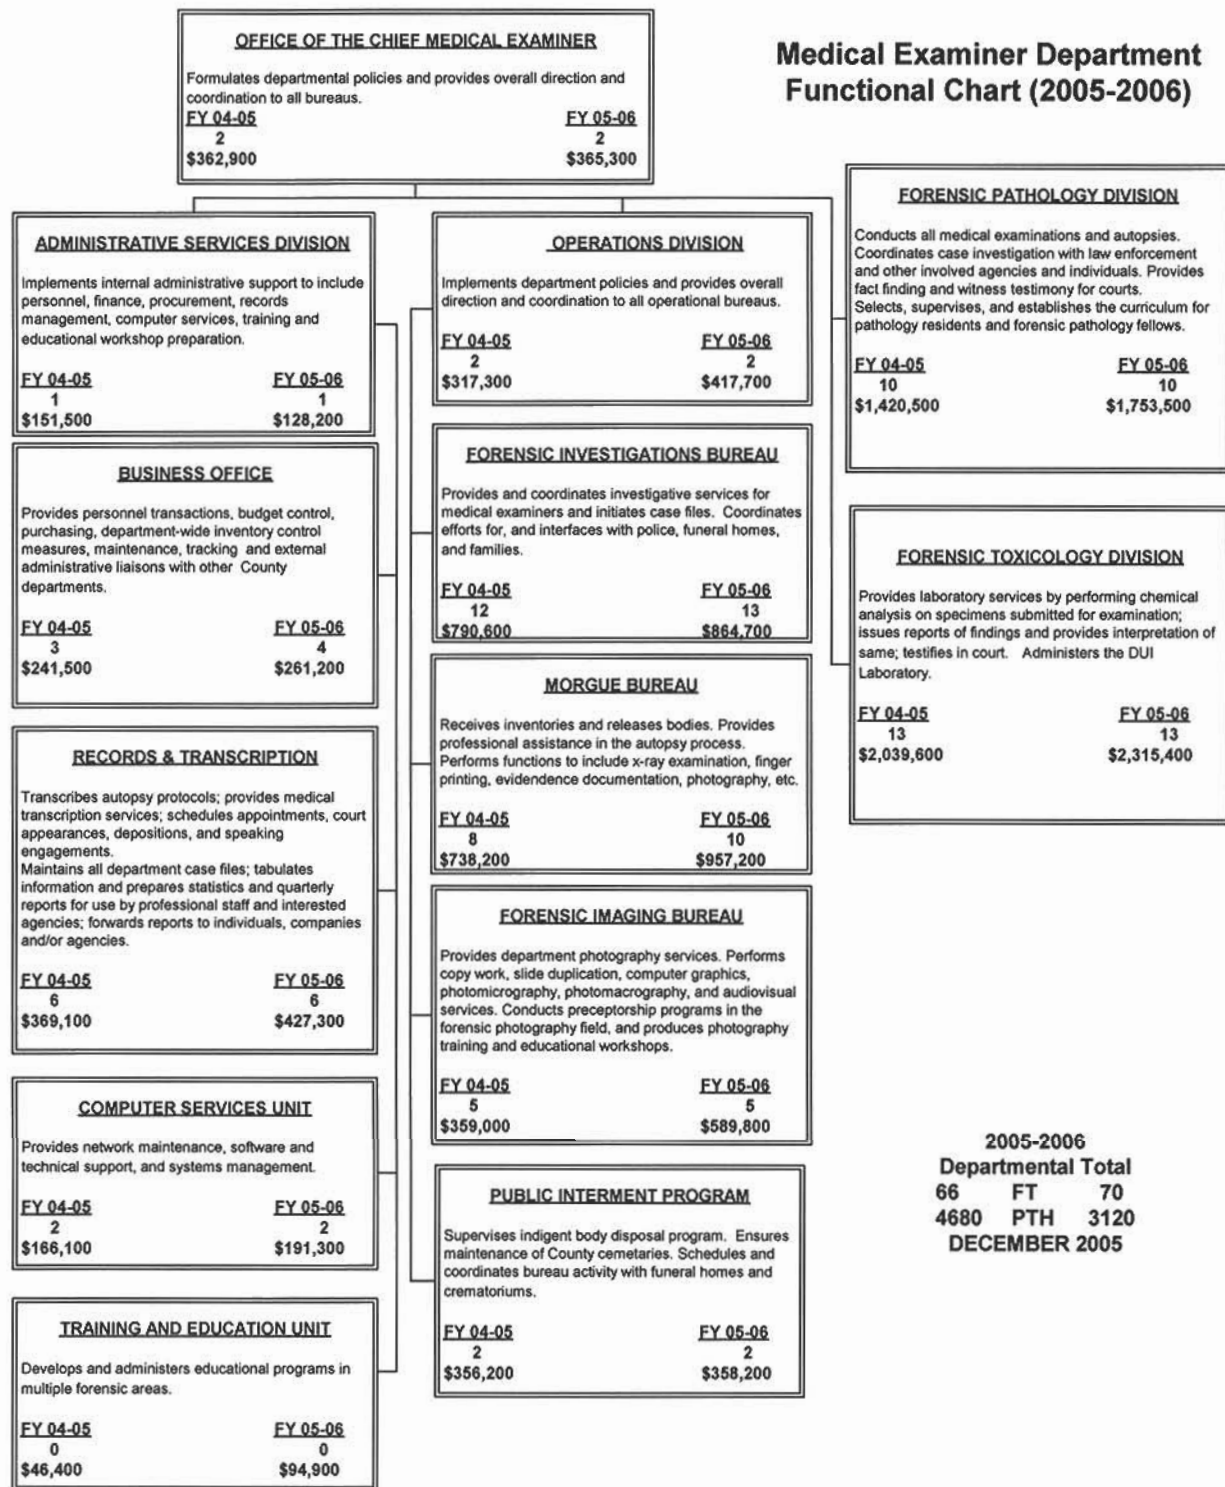 OFFICE OF THE CHIEF MEDICAL EXAMINER
Formulates departmental policies and provides overall direction and
coordination to all bureaus.
FY 04-05 FY 05-06
2 2
$362,900 $365,300
Medical Examiner Department
Functional Chart (2005-2006)
ADMINISTRATIVE SERVICES DIVISION
Implements internal administrative support to include
personnel, finance, procurement, records
management, computer services, training and
educational workshop preparation.
FY 04-05 FY 05-06
1 1
$151,500 $128,200
BUSINESS OFFICE
Provides personnel transactions, budget control,
purchasing, department-wide inventory control
measures, maintenance, tracking and external
administrative liaisons with other County
departments.
FY 04-05 FY 05-06
3 4
$241,500 $261,200
RECORDS & TRANSCRIPTION
Transcribes autopsy protocols; provides medical
transcription services; schedules appointments, court
appearances, depositions, and speaking
engagements.
Maintains all department case files; tabulates
information and prepares statistics and quarterly
reports for use by professional staff and interested
agencies; forwards reports to individuals, companies
and/or agencies.
FY 04-05 FY 05-06
6 6
$369,100 $427,300
COMPUTER SERVICES UNIT
Provides network maintenance, software and
technical support, and systems management.
FY 04-05 FY 05-06
2 2
$166,100 $191,300
TRAINING AND EDUCATION UNIT
Develops and administers educational programs in
multiple forensic areas.
FY 04-05 FY 05-06
0 0
$46,400 $94,900
OPERATIONS DIVISION
Implements department policies and provides overall
direction and coordination to all operational bureaus.
FY 04-05 FY 05-06
2 2
$317,300 $417,700
FORENSIC INVESTIGATIONS BUREAU
Provides and coordinates investigative services for
medical examiners and initiates case files. Coordinates
efforts for, and interfaces with police, funeral homes,
and families.
FY 04-05 FY 05-06
12 13
$790,600 $864,700
MORGUE BUREAU
Receives inventories and releases bodies. Provides
professional assistance in the autopsy process.
Performs functions to include x-ray examination, finger
printing, evidendence documentation, photography, etc.
FY 04-05 FY 05-06
8 10
$738,200 $957,200
FORENSIC IMAGING BUREAU
Provides department photography services. Performs
copy work, slide duplication, computer graphics,
photomicrography, photomacrography, and audiovisual
services. Conducts preceptorship programs in the
forensic photography field, and produces photography
training and educational workshops.
FY 04-05 FY 05-06
5 5
$359,000 $589,800
PUBLIC INTERMENT PROGRAM
Supervises indigent body disposal program. Ensures
maintenance of County cemetaries. Schedules and
coordinates bureau activity with funeral homes and
crematoriums.
FY 04-05 FY 05-06
2 2
$356,200 $358,200
FORENSIC PATHOLOGY DIVISION
Conducts all medical examinations and autopsies.
Coordinates case investigation with law enforcement
and other involved agencies and individuals. Provides
fact finding and witness testimony for courts.
Selects, supervises, and establishes the curriculum for
pathology residents and forensic pathology fellows.
FY 04-05 FY 05-06
10 10
$1,420,500 $1,753,500
FORENSIC TOXICOLOGY DIVISION
Provides laboratory services by performing chemical
analysis on specimens submitted for examination;
issues reports of findings and provides interpretation of
same; testifies in court. Administers the DUI
Laboratory.
FY 04-05 FY 05-06
13 13
$2,039,600 $2,315,400
2005-2006
Departmental Total
66 FT 70
4680 PTH 3120
DECEMBER 2005